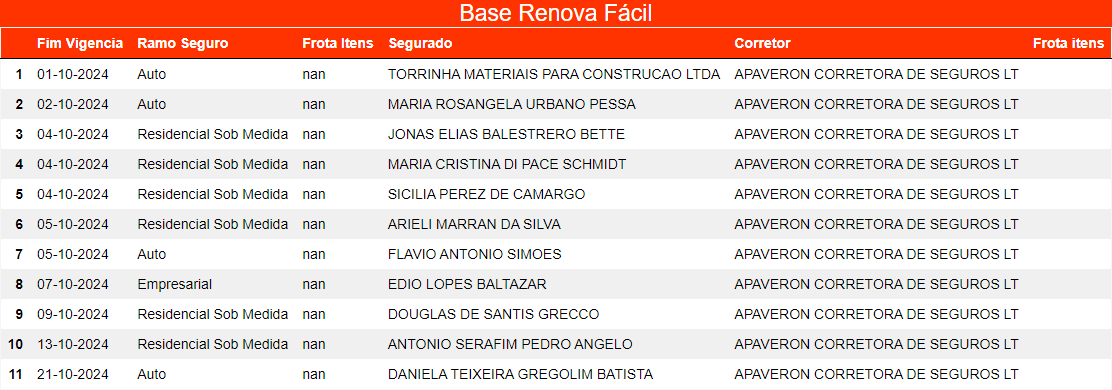 Base Renova Fácil
Fim Vigencia Ramo Seguro Frota Itens Segurado Corretor Frota itens
1 01-10-2024 Auto nan TORRINHA MATERIAIS PARA CONSTRUCAO LTDA APAVERON CORRETORA DE SEGUROS LT
2 02-10-2024 Auto nan MARIA ROSANGELA URBANO PESSA APAVERON CORRETORA DE SEGUROS LT
3 04-10-2024 Residencial Sob Medida nan JONAS ELIAS BALESTRERO BETTE APAVERON CORRETORA DE SEGUROS LT
4 04-10-2024 Residencial Sob Medida nan MARIA CRISTINA DI PACE SCHMIDT APAVERON CORRETORA DE SEGUROS LT
5 04-10-2024 Residencial Sob Medida nan SICILIA PEREZ DE CAMARGO APAVERON CORRETORA DE SEGUROS LT
6 05-10-2024 Residencial Sob Medida nan ARIELI MARRAN DA SILVA APAVERON CORRETORA DE SEGUROS LT
7 05-10-2024 Auto nan FLAVIO ANTONIO SIMOES APAVERON CORRETORA DE SEGUROS LT
8 07-10-2024 Empresarial nan EDIO LOPES BALTAZAR APAVERON CORRETORA DE SEGUROS LT
9 09-10-2024 Residencial Sob Medida nan DOUGLAS DE SANTIS GRECCO APAVERON CORRETORA DE SEGUROS LT
10 13-10-2024 Residencial Sob Medida nan ANTONIO SERAFIM PEDRO ANGELO APAVERON CORRETORA DE SEGUROS LT
11 21-10-2024 Auto nan DANIELA TEIXEIRA GREGOLIM BATISTA APAVERON CORRETORA DE SEGUROS LT